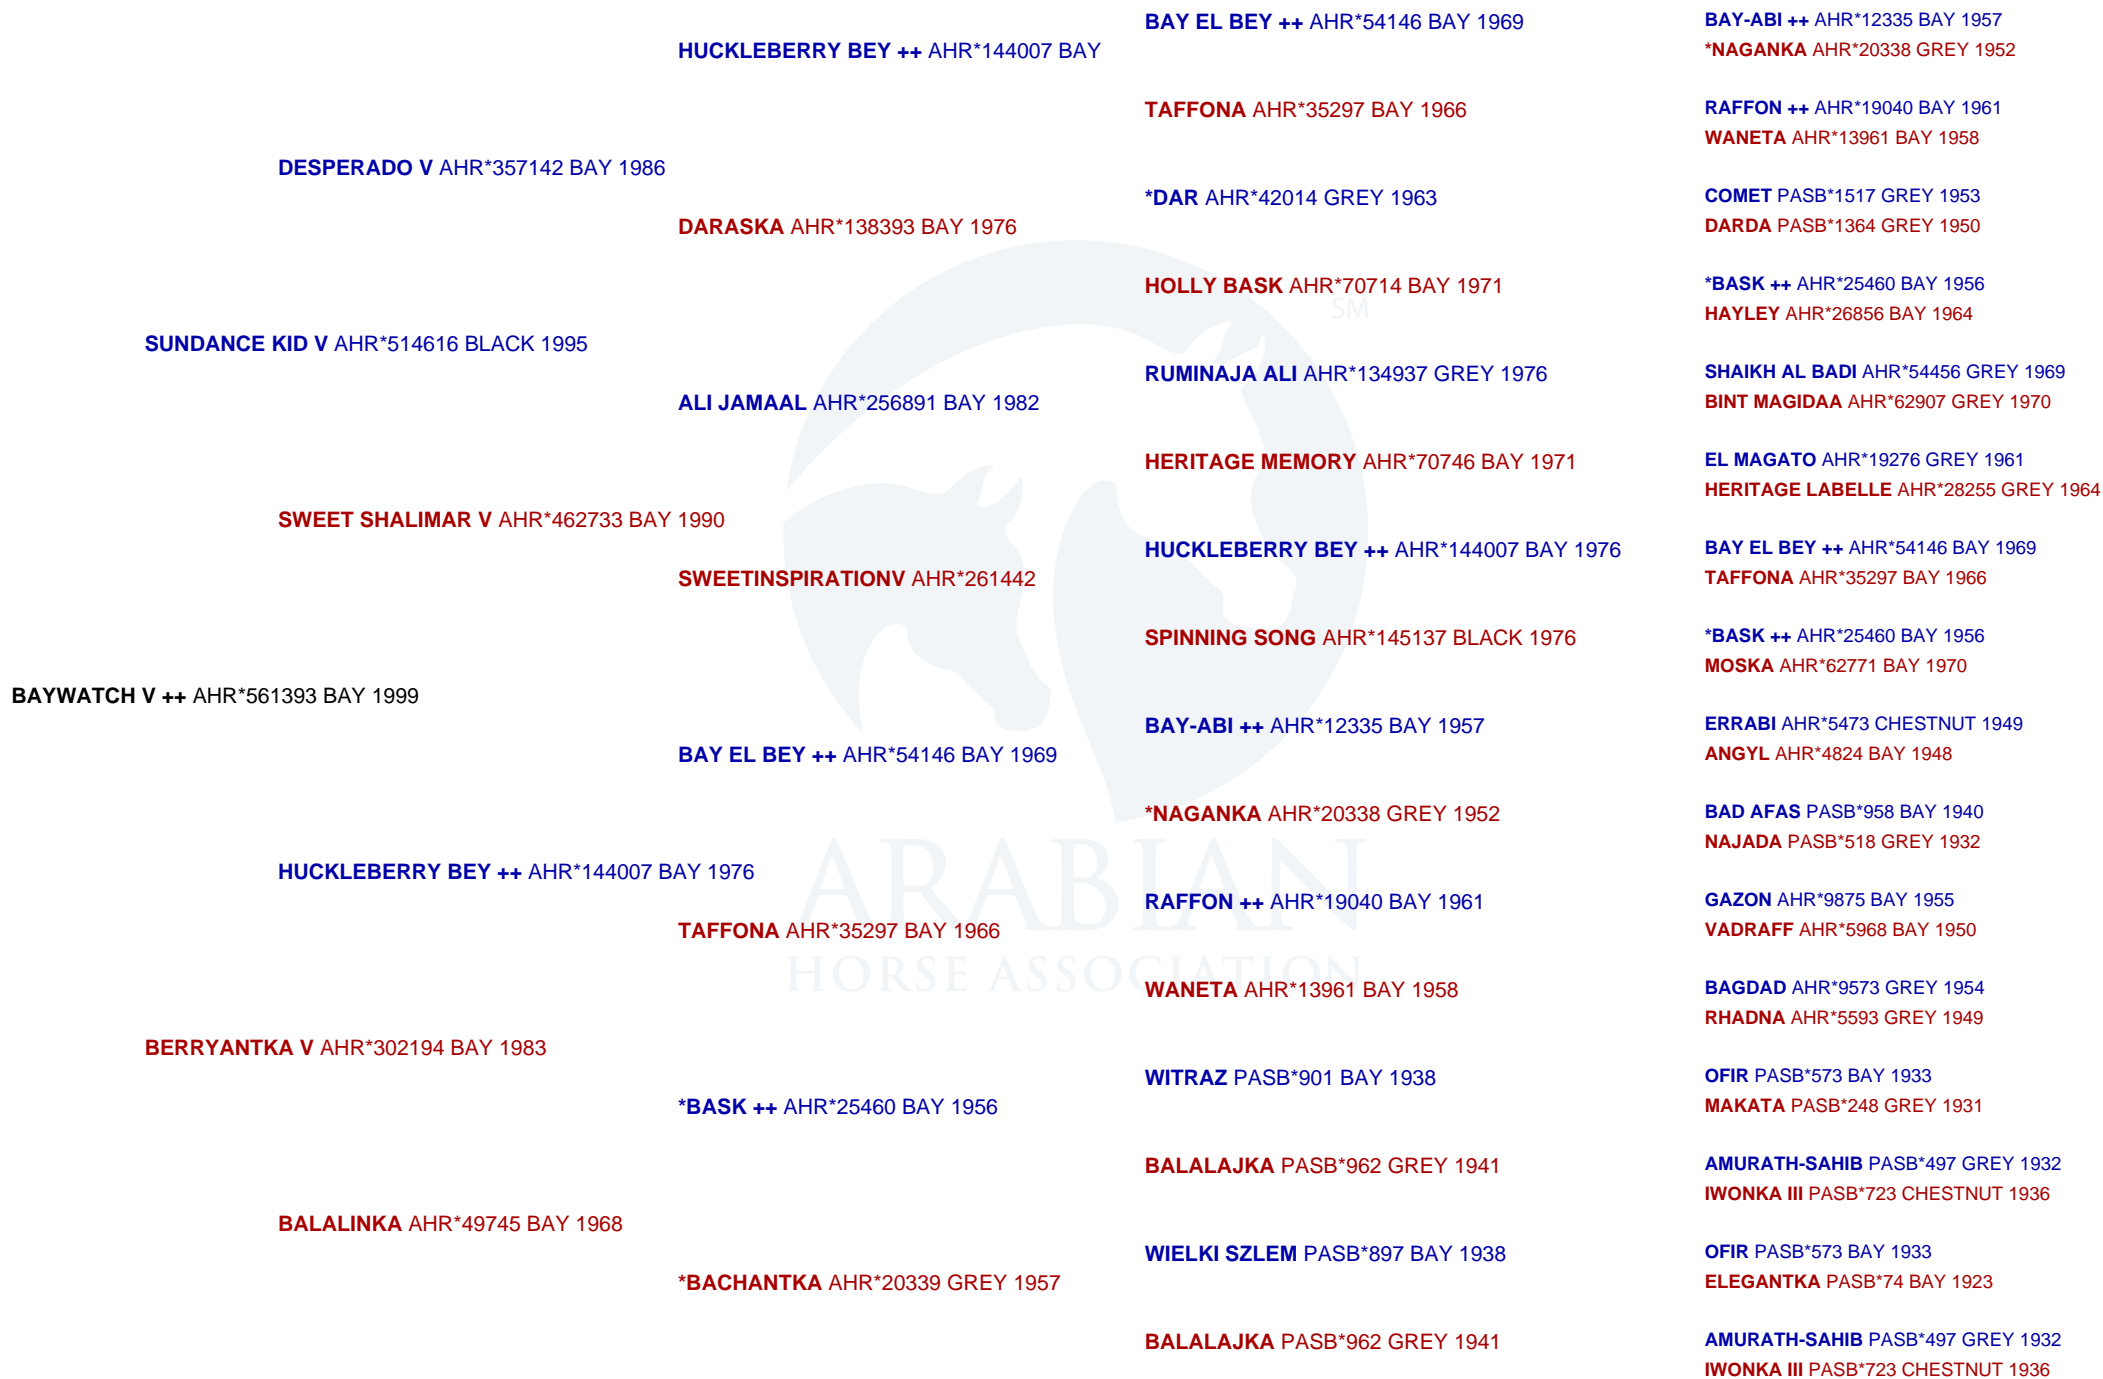 BAY EL BEY ++ AHR*54146 BAY 1969
BAY-ABI ++ AHR*12335 BAY 1957
HUCKLEBERRY BEY ++ AHR*144007 BAY
*NAGANKA AHR*20338 GREY 1952
TAFFONA AHR*35297 BAY 1966
RAFFON ++ AHR*19040 BAY 1961
WANETA AHR*13961 BAY 1958
DESPERADO V AHR*357142 BAY 1986
*DAR AHR*42014 GREY 1963
COMET PASB*1517 GREY 1953
DARASKA AHR*138393 BAY 1976
DARDA PASB*1364 GREY 1950
HOLLY BASK AHR*70714 BAY 1971
*BASK ++ AHR*25460 BAY 1956
SM
HAYLEY AHR*26856 BAY 1964
SUNDANCE KID V AHR*514616 BLACK 1995
RUMINAJA ALI AHR*134937 GREY 1976
SHAIKH AL BADI AHR*54456 GREY 1969
ALI JAMAAL AHR*256891 BAY 1982
BINT MAGIDAA AHR*62907 GREY 1970
HERITAGE MEMORY AHR*70746 BAY 1971
EL MAGATO AHR*19276 GREY 1961
HERITAGE LABELLE AHR*28255 GREY 1964
SWEET SHALIMAR V AHR*462733 BAY 1990
HUCKLEBERRY BEY ++ AHR*144007 BAY 1976
BAY EL BEY ++ AHR*54146 BAY 1969
SWEETINSPIRATIONV AHR*261442
TAFFONA AHR*35297 BAY 1966
SPINNING SONG AHR*145137 BLACK 1976
*BASK ++ AHR*25460 BAY 1956
MOSKA AHR*62771 BAY 1970
BAYWATCH V ++ AHR*561393 BAY 1999
BAY-ABI ++ AHR*12335 BAY 1957
ERRABI AHR*5473 CHESTNUT 1949
BAY EL BEY ++ AHR*54146 BAY 1969
ANGYL AHR*4824 BAY 1948
*NAGANKA AHR*20338 GREY 1952
BAD AFAS PASB*958 BAY 1940
NAJADA PASB*518 GREY 1932
HUCKLEBERRY BEY ++ AHR*144007 BAY 1976
ARABIAN
RAFFON ++ AHR*19040 BAY 1961
GAZON AHR*9875 BAY 1955
TAFFONA AHR*35297 BAY 1966
VADRAFF AHR*5968 BAY 1950
HORSE ASSOCIATION
WANETA AHR*13961 BAY 1958
BAGDAD AHR*9573 GREY 1954
RHADNA AHR*5593 GREY 1949
BERRYANTKA V AHR*302194 BAY 1983
WITRAZ PASB*901 BAY 1938
OFIR PASB*573 BAY 1933
*BASK ++ AHR*25460 BAY 1956
MAKATA PASB*248 GREY 1931
BALALAJKA PASB*962 GREY 1941
AMURATH-SAHIB PASB*497 GREY 1932
IWONKA III PASB*723 CHESTNUT 1936
BALALINKA AHR*49745 BAY 1968
WIELKI SZLEM PASB*897 BAY 1938
OFIR PASB*573 BAY 1933
*BACHANTKA AHR*20339 GREY 1957
ELEGANTKA PASB*74 BAY 1923
BALALAJKA PASB*962 GREY 1941
AMURATH-SAHIB PASB*497 GREY 1932
IWONKA III PASB*723 CHESTNUT 1936